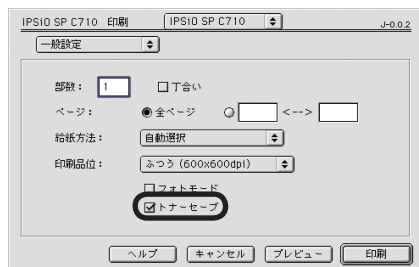 IPSiO SP C710 印刷 IPSiO SP C710 J-0.0.2
一般設定
部数： 1 丁合い
ページ： 全ページ <-->
給紙方法： 自動選択
印刷品位： ふつう (600x600dpi)
フォトモード
トナーセーブ
ヘルプ キャンセル プレビュー 印刷